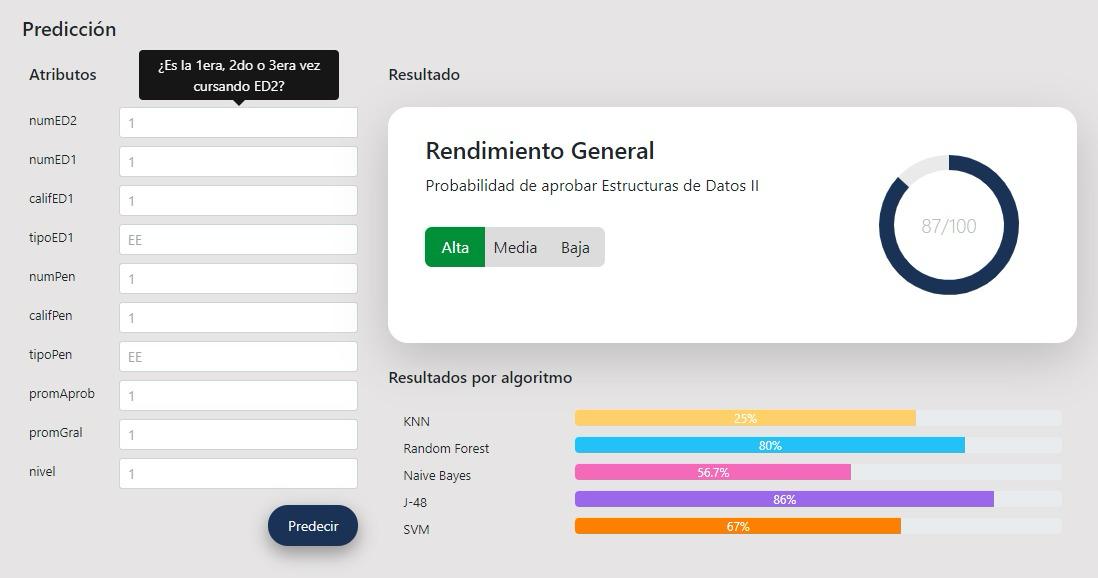 Predicción
Atributos
¿Es la 1era, 2do o 3era vez
cursando ED2?
numED2 1
numED1 1
califED1 1
tipoED1 EE
numPen 1
califPen 1
tipoPen EE
promAprob 1
promGral 1
nivel 1
Predecir
Resultado
Rendimiento General
Probabilidad de aprobar Estructuras de Datos II
Alta Media Baja
87/100
Resultados por algoritmo
KNN 25%
Random Forest 80%
Naive Bayes 56.7%
J-48 86%
SVM 67%